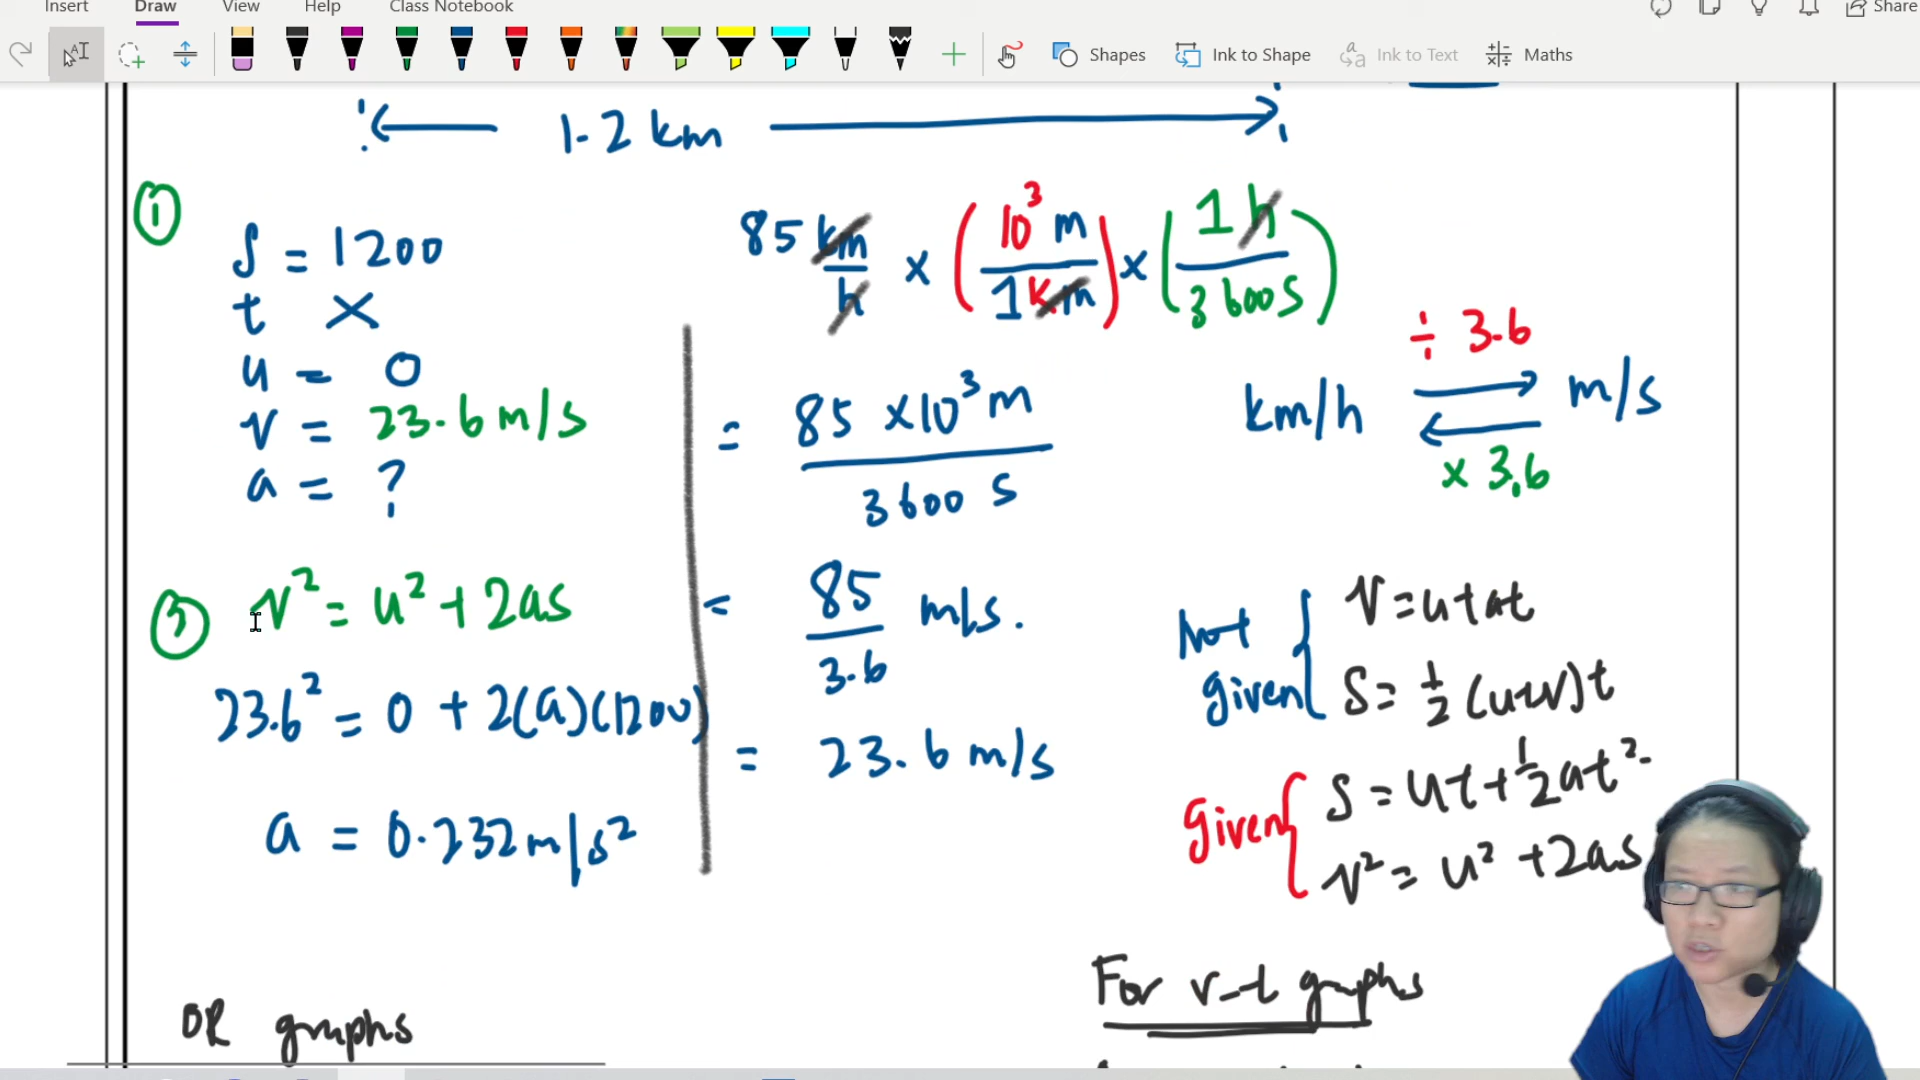 Insert Draw View Help Class Notebook Share
Shapes Ink to Shape Ink to Text Maths
1.2 km
①
S = 1200
t ×
u = 0
v = 23.6 m/s
a = ?
85 km/h × (10³ m / 1 km) × (1 h / 3600 s)
= 85 × 10³ m / 3600 s
= 85 / 3.6 m/s.
= 23.6 m/s
÷ 3.6
km/h m/s
× 3.6
v² = u² + 2as
23.6² = 0 + 2(a)(1200)
a = 0.232 m/s²
Not given
v = u + at
S = ½ (u+v) t
given
S = ut + ½ at²
v² = u² + 2as
For v-t graphs
OR graphs